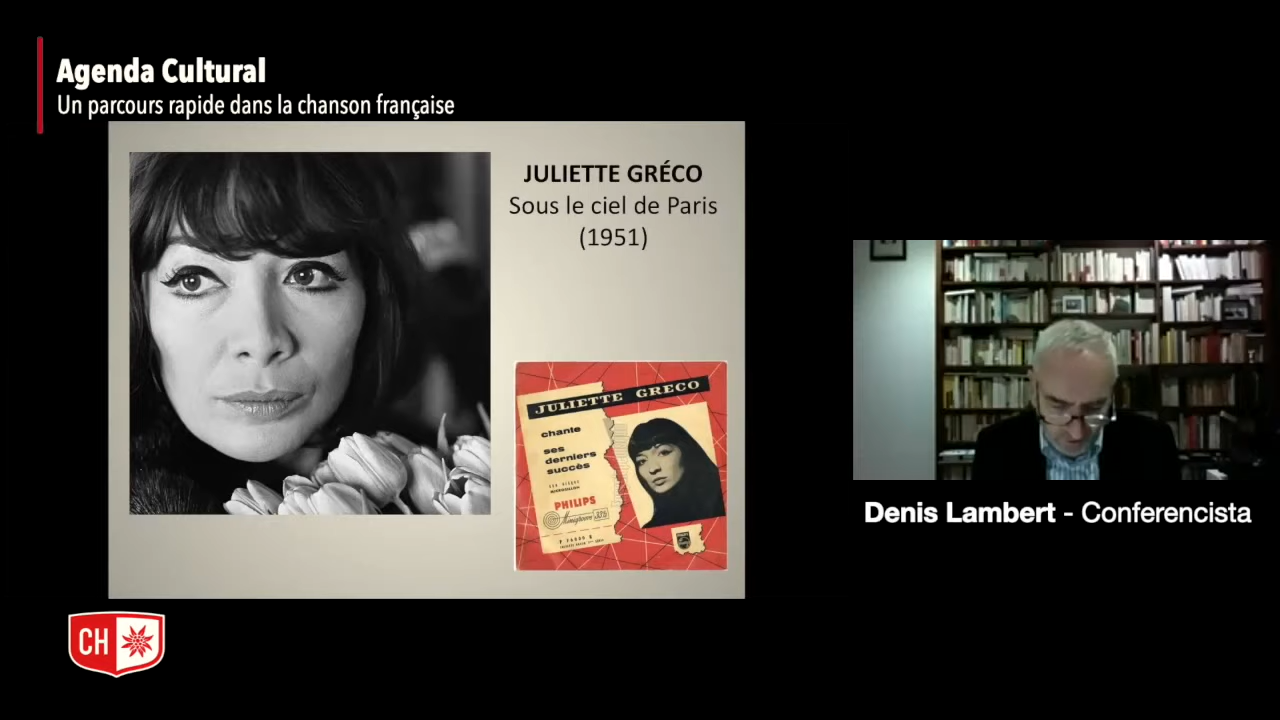 Agenda Cultural
Un parcours rapide dans la chanson française
JULIETTE GRÉCO
Sous le ciel de Paris
(1951)
JULIETTE GRECO
chante
ses
derniers
succès
PHILIPS
Minigroove
Denis Lambert - Conferencista
CH